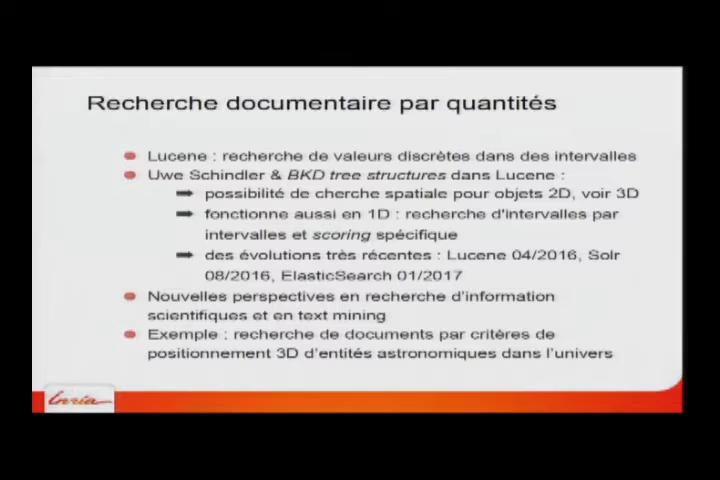 Recherche documentaire par quantités
Lucene : recherche de valeurs discrètes dans des intervalles
Uwe Schindler & BKD tree structures dans Lucene :
possibilité de cherche spatiale pour objets 2D, voir 3D
fonctionne aussi en 1D : recherche d'intervalles par
intervalles et scoring spécifique
des évolutions très récentes : Lucene 04/2016, Solr
08/2016, ElasticSearch 01/2017
Nouvelles perspectives en recherche d'information
scientifiques et en text mining
Exemple : recherche de documents par critères de
positionnement 3D d'entités astronomiques dans l'univers
Inria